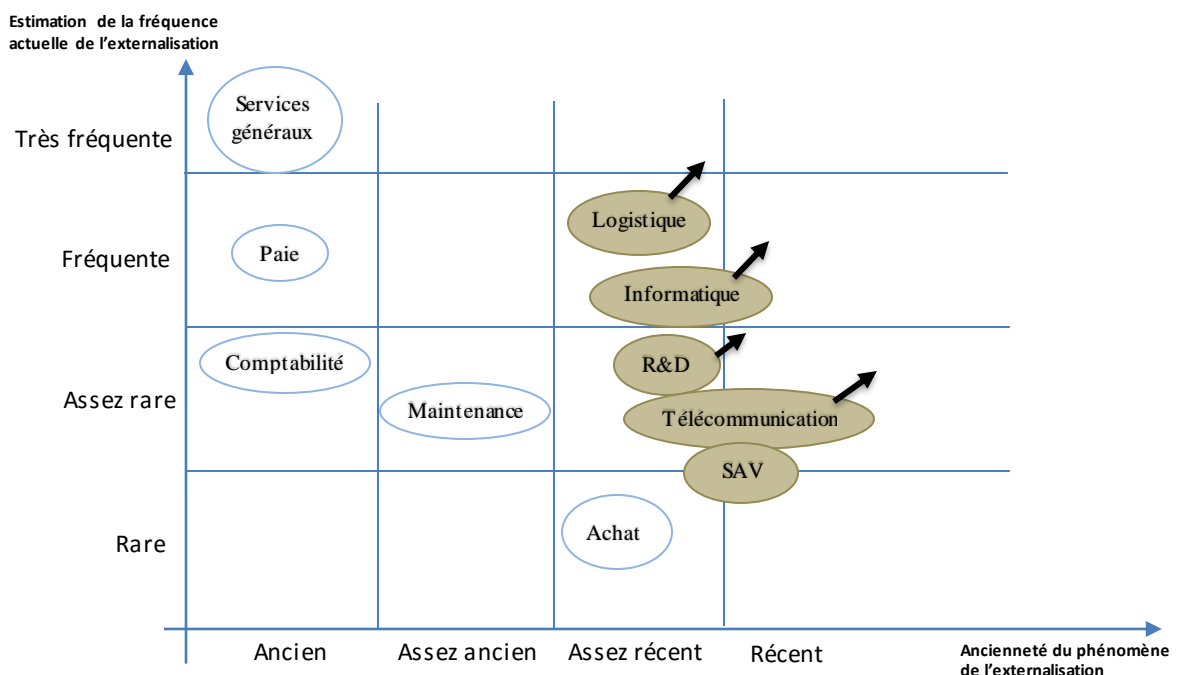 Estimation de la fréquence
actuelle de l'externalisation
Services
généraux
Très fréquente
Logistique
Paie
Fréquente
Informatique
Comptabilité
R&D
Assez rare
Maintenance
Télécommunication
SAV
Achat
Rare
Ancien
Assez ancien
Assez récent
Récent
Ancienneté du phénomène
de l'externalisation